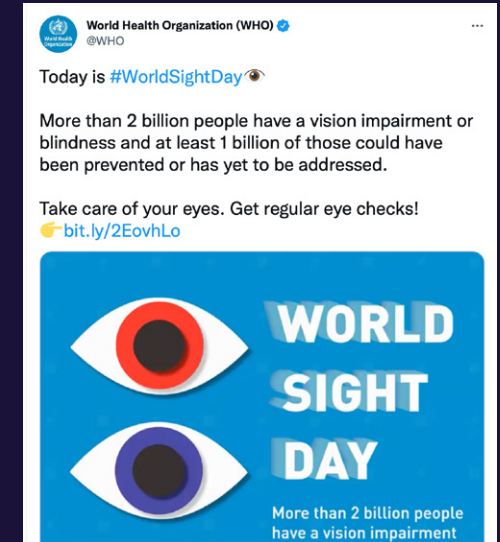 World Health Organization (WHO)
@WHO
World Health
Organization
Today is #WorldSightDay
More than 2 billion people have a vision impairment or
blindness and at least 1 billion of those could have
been prevented or has yet to be addressed.
Take care of your eyes. Get regular eye checks!
bit.ly/2EovhLo
WORLD
SIGHT
DAY
More than 2 billion people
have a vision impairment